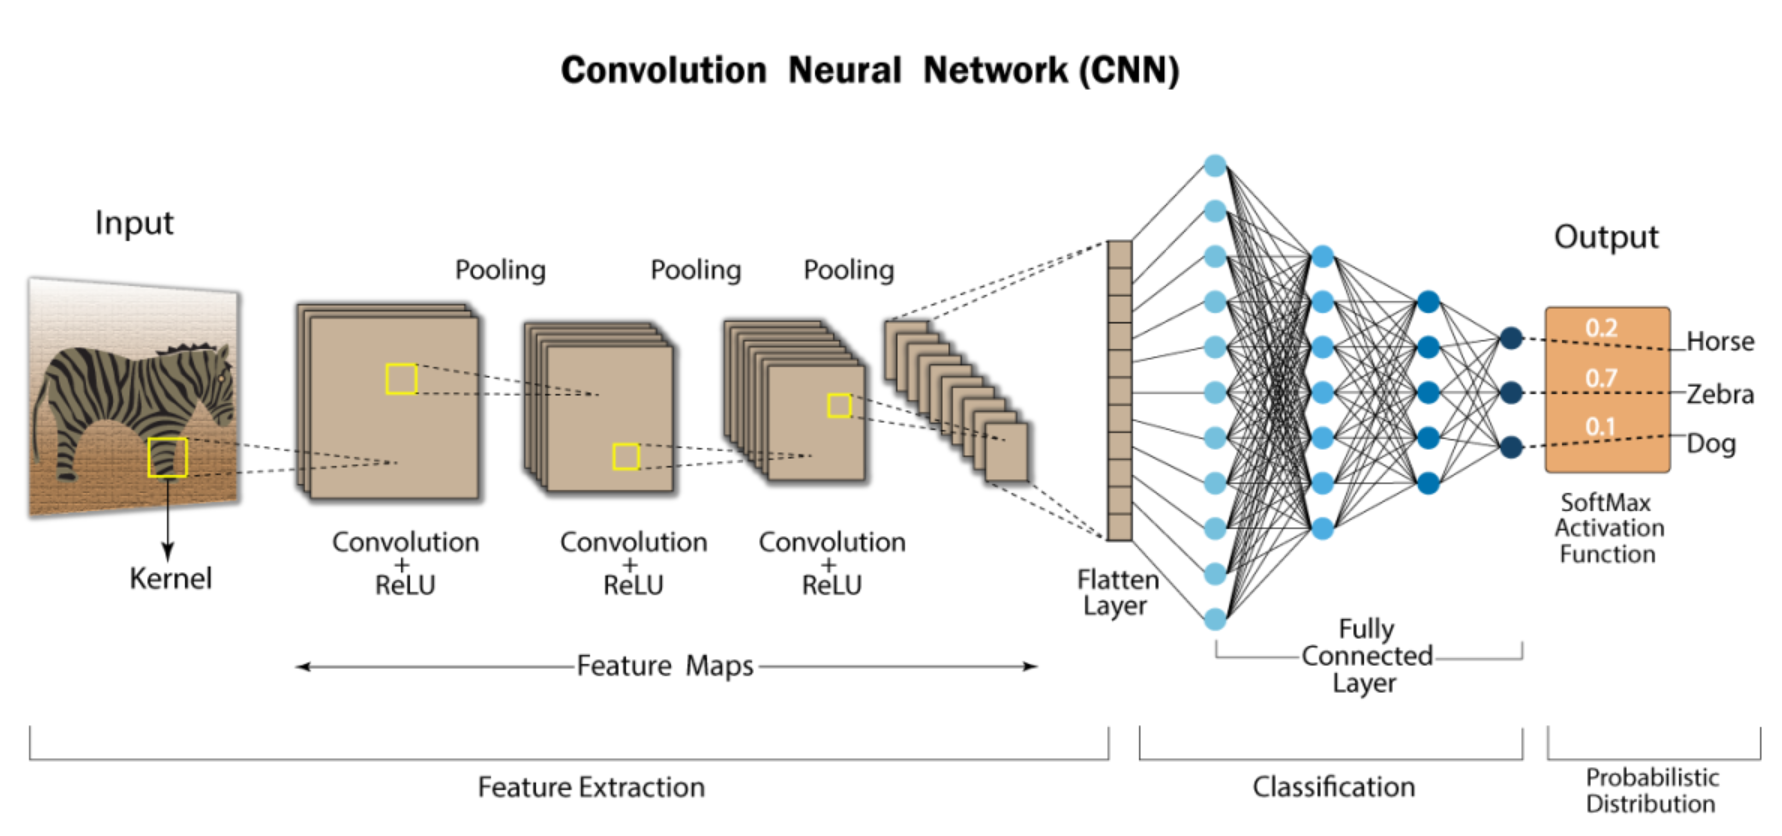 Convolution Neural Network (CNN)
Input
Pooling
Pooling
Pooling
Output
0.2
Horse
0.7
Zebra
0.1
Dog
Kernel
Convolution
+
ReLU
Convolution
+
ReLU
Convolution
+
ReLU
Flatten
Layer
SoftMax
Activation
Function
Feature Maps
Fully
Connected
Layer
Feature Extraction
Classification
Probabilistic
Distribution